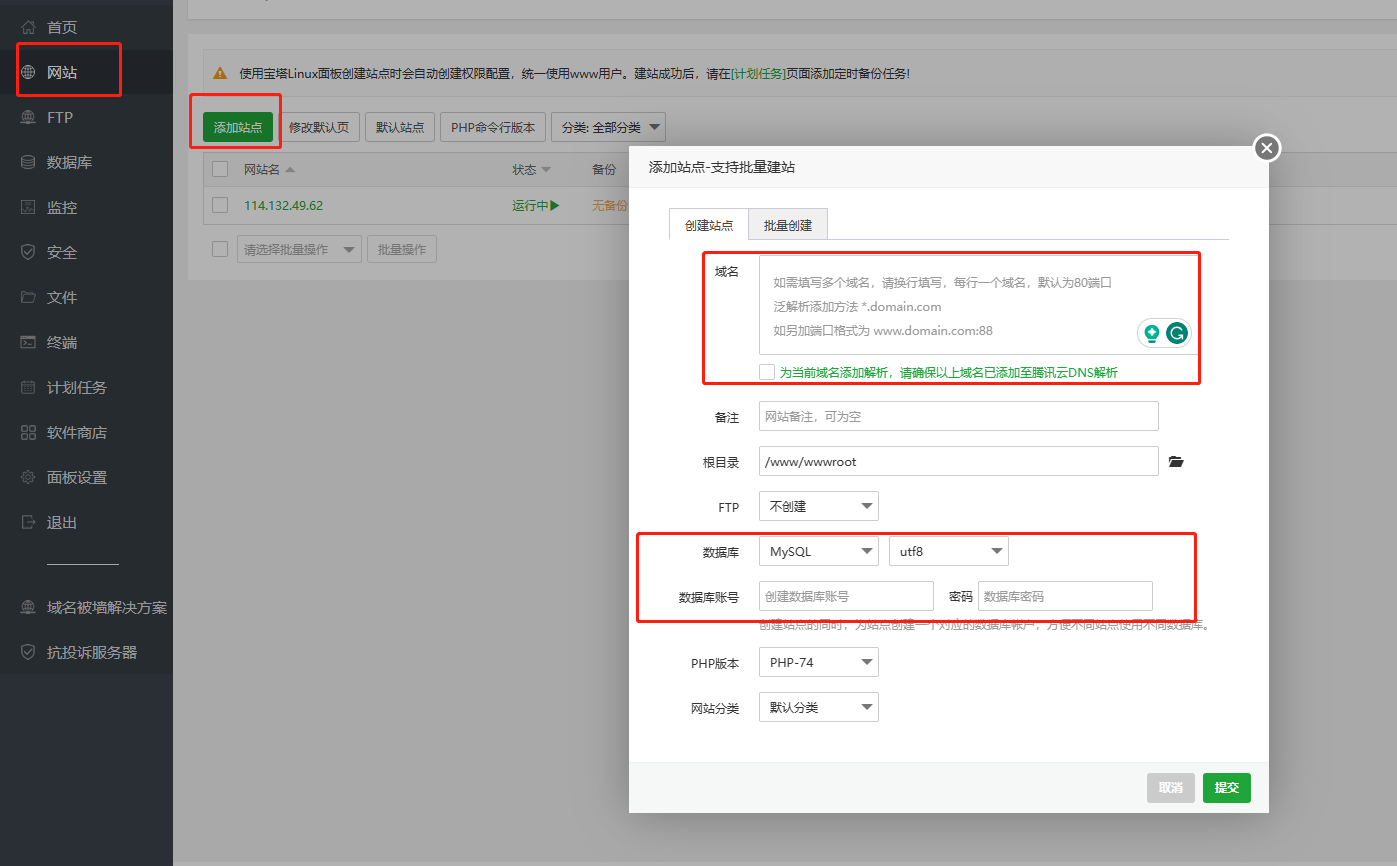 首页
网站
FTP
数据库
监控
安全
文件
终端
计划任务
软件商店
面板设置
退出
域名被墙解决方案
抗投诉服务器
使用宝塔Linux面板创建站点时会自动创建权限配置，统一使用www用户。建站成功后，请在[计划任务]页面添加定时备份任务!
添加站点 修改默认页 默认站点 PHP命令行版本 分类: 全部分类
网站名 状态 备份
114.132.49.62 运行中 无备份
请选择批量操作 批量操作
添加站点-支持批量建站
创建站点 批量创建
域名
如需填写多个域名，请换行填写，每行一个域名，默认为80端口
泛解析添加方法 *.domain.com
如另加端口格式为 www.domain.com:88
为当前域名添加解析，请确保以上域名已添加至腾讯云DNS解析
备注 网站备注，可为空
根目录 /www/wwwroot
FTP 不创建
数据库 MySQL utf8
数据库账号 创建数据库账号 密码 数据库密码
创建站点的同时，为站点创建一个对应的数据库帐户，方便不同站点使用不同数据库。
PHP版本 PHP-74
网站分类 默认分类
取消 提交